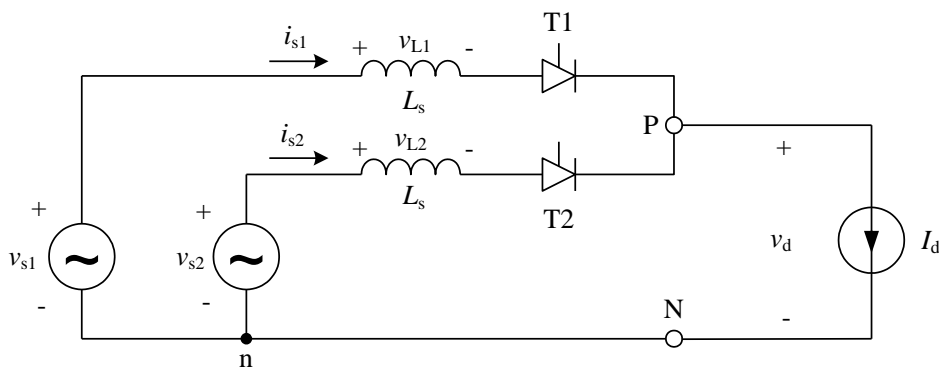 T1
i_s1
+ v_L1 -
L_s
P
i_s2
+ v_L2 -
L_s
T2
+
+
+
v_s1
~
v_s2
~
v_d
I_d
-
-
N
-
n